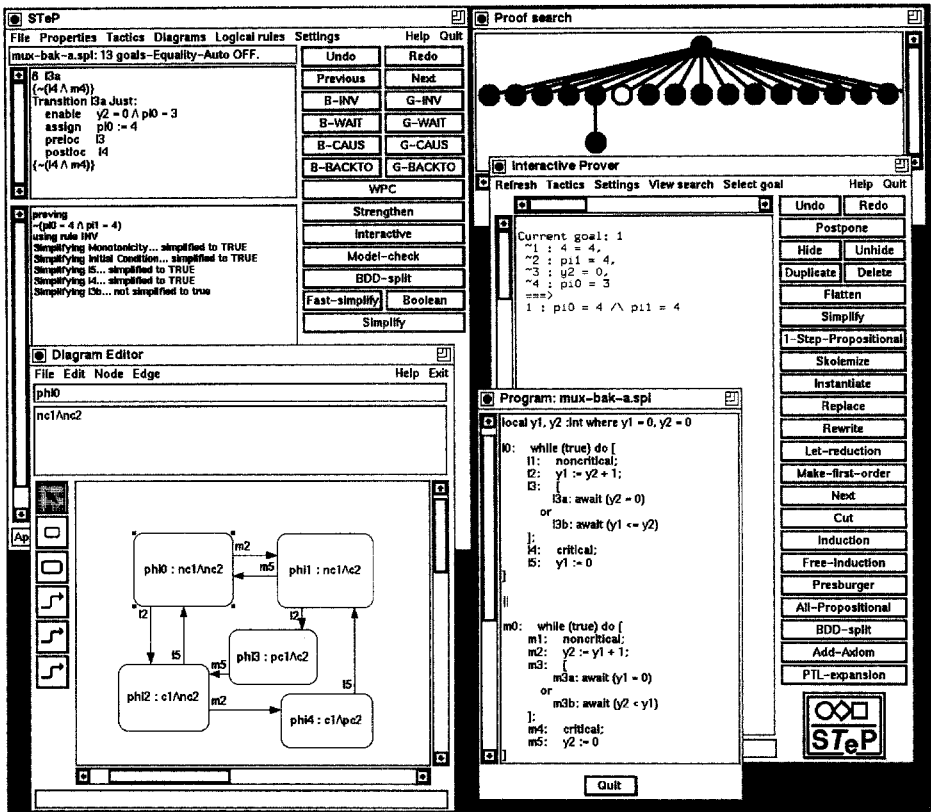 STeP
File Properties Tactics Diagrams Logical rules Settings Help Quit
mux-bak-a.spl: 13 goals-Equality-Auto OFF.
6 l3a
{~(l4 /\ m4)}
Transition l3a Just:
enable y2 = 0 /\ pi0 = 3
assign pi0 := 4
preloc l3
postloc l4
{~(l4 /\ m4)}
proving
~(pi0 = 4 /\ pi1 = 4)
using rule INV
Simplifying Monotonicity... simplified to TRUE
Simplifying Initial Condition... simplified to TRUE
Simplifying l5... simplified to TRUE
Simplifying l4... simplified to TRUE
Simplifying l3b... not simplified to true
Undo Redo
Previous Next
B-INV G-INV
B-WAIT G-WAIT
B-CAUS G-CAUS
B-BACKTO G-BACKTO
WPC
Strengthen
Interactive
Model-check
BDD-split
Fast-simplify Boolean
Simplify
Ap
Proof search
Interactive Prover
Refresh Tactics Settings View search Select goal Help Quit
Current goal: 1
~1 : 4 = 4,
~2 : pi1 = 4,
~3 : y2 = 0,
~4 : pi0 = 3
===>
1 : pi0 = 4 /\ pi1 = 4
Undo Redo
Postpone
Hide Unhide
Duplicate Delete
Flatten
Simplify
1-Step-Propositional
Skolemize
Instantiate
Replace
Rewrite
Let-reduction
Make-first-order
Next
Cut
Induction
Free-Induction
Presburger
All-Propositional
BDD-split
Add-Axiom
PTL-expansion
STeP
Diagram Editor
File Edit Node Edge Help Exit
phi0
nc1/\nc2
phi0 : nc1/\nc2
m2
m5
phi1 : nc1/\c2
l2
l5
l2
phi3 : pc1/\c2
m5
l5
phi2 : c1/\nc2
m2
phi4 : c1/\pc2
Program: mux-bak-a.spl
local y1, y2 :int where y1 = 0, y2 = 0
l0: while (true) do [
l1: noncritical;
l2: y1 := y2 + 1;
l3: [
l3a: await (y2 = 0)
or
l3b: await (y1 <= y2)
];
l4: critical;
l5: y1 := 0
]
||
m0: while (true) do [
m1: noncritical;
m2: y2 := y1 + 1;
m3: [
m3a: await (y1 = 0)
or
m3b: await (y2 < y1)
];
m4: critical;
m5: y2 := 0
]
Quit